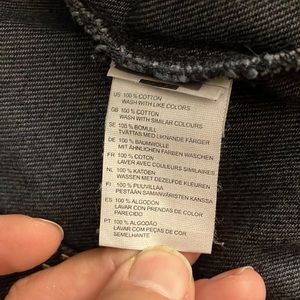 US 100 % COTTON
WASH WITH LIKE COLORS
GB 100 % COTTON
WASH WITH SIMILAR COLOURS
SE 100 % BOMULL
TVÄTTAS MED LIKNANDE FÄRGER
DE 100 % BAUMWOLLE
MIT ÄHNLICHEN FARBEN WASCHEN
FR 100 % COTON
LAVER AVEC COULEURS SIMILAIRES
NL 100 % KATOEN
WASSEN MET DEZELFDE KLEUREN
FI 100 % PUUVILLAA
PESTÄÄN SAMANVÄRISTEN KANSSA
ES 100 % ALGODON
LAVAR CON PRENDAS DE COLOR
PARECIDO
PT 100 % ALGODÃO
LAVAR COM PEÇAS DE COR
SEMELHANTE